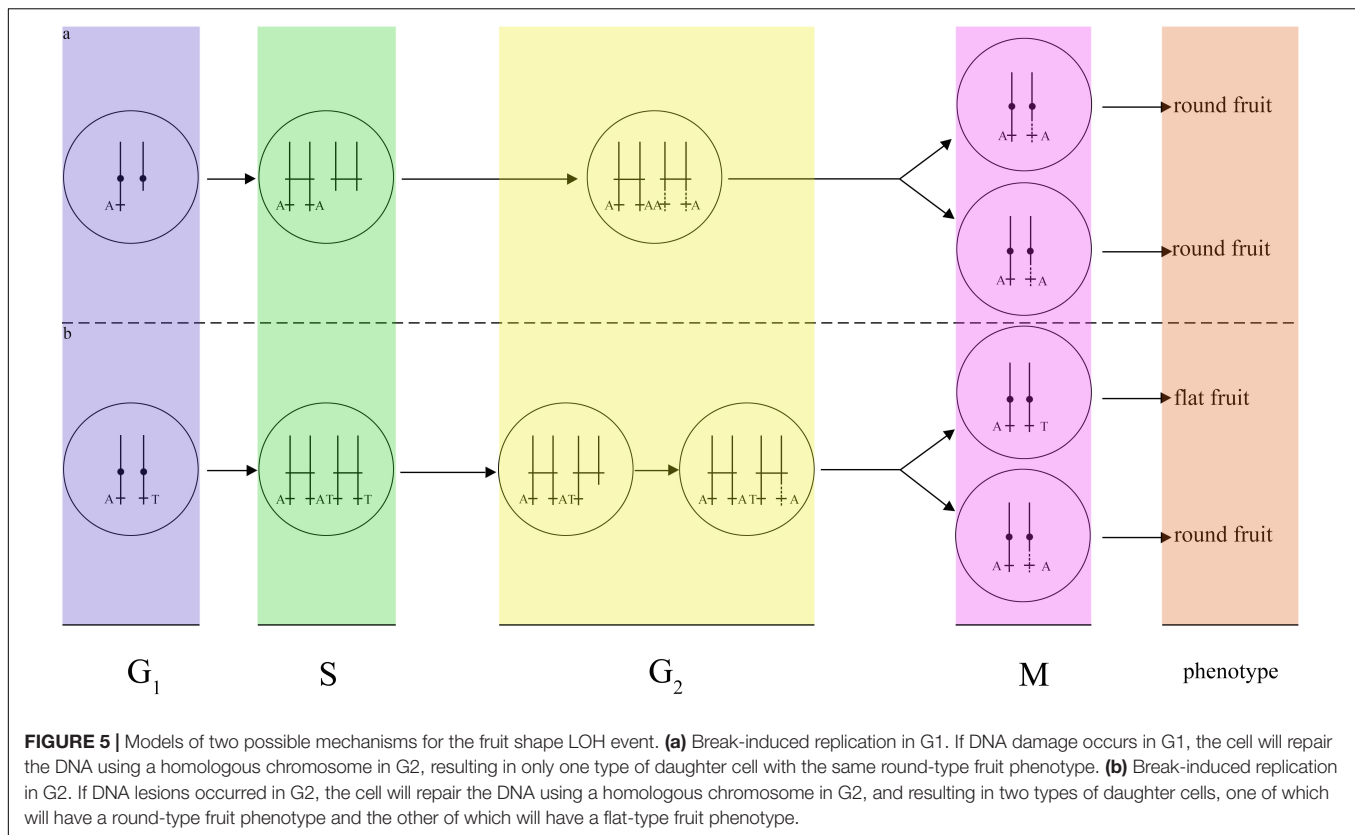 a
A
A A
A AA A
A A
round fruit
A A
round fruit
b
A T
A AT T
A AT
A AT A
A T
flat fruit
A A
round fruit
G₁ S G₂ M phenotype
FIGURE 5 | Models of two possible mechanisms for the fruit shape LOH event. (a) Break-induced replication in G1. If DNA damage occurs in G1, the cell will repair
the DNA using a homologous chromosome in G2, resulting in only one type of daughter cell with the same round-type fruit phenotype. (b) Break-induced replication
in G2. If DNA lesions occurred in G2, the cell will repair the DNA using a homologous chromosome in G2, and resulting in two types of daughter cells, one of which
will have a round-type fruit phenotype and the other of which will have a flat-type fruit phenotype.